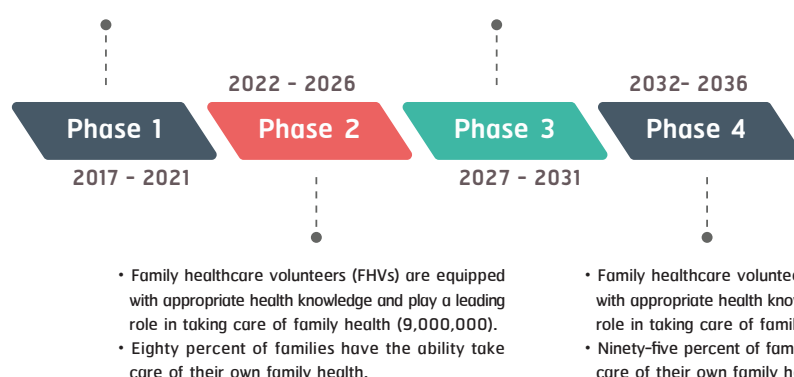 2022 - 2026
2032- 2036
Phase 1
Phase 2
Phase 3
Phase 4
2017 - 2021
2027 - 2031
• Family healthcare volunteers (FHVs) are equipped
with appropriate health knowledge and play a leading
role in taking care of family health (9,000,000).
• Eighty percent of families have the ability take
care of their own family health.
• Family healthcare
with appropriate health
role in taking care of
• Ninety-five percent of
care of their own family